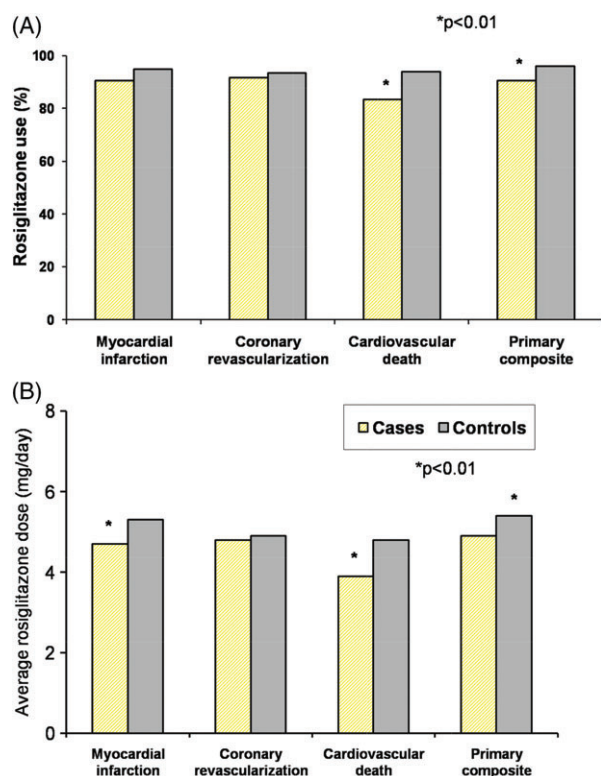 (A)
*p<0.01
Rosiglitazone use (%)
100
80
60
40
20
0
*
*
Myocardial infarction
Coronary revascularization
Cardiovascular death
Primary composite
(B)
Average rosiglitazone dose (mg/day)
8
6
4
2
0
Cases Controls
*p<0.01
*
*
*
Myocardial infarction
Coronary revascularization
Cardiovascular death
Primary composite